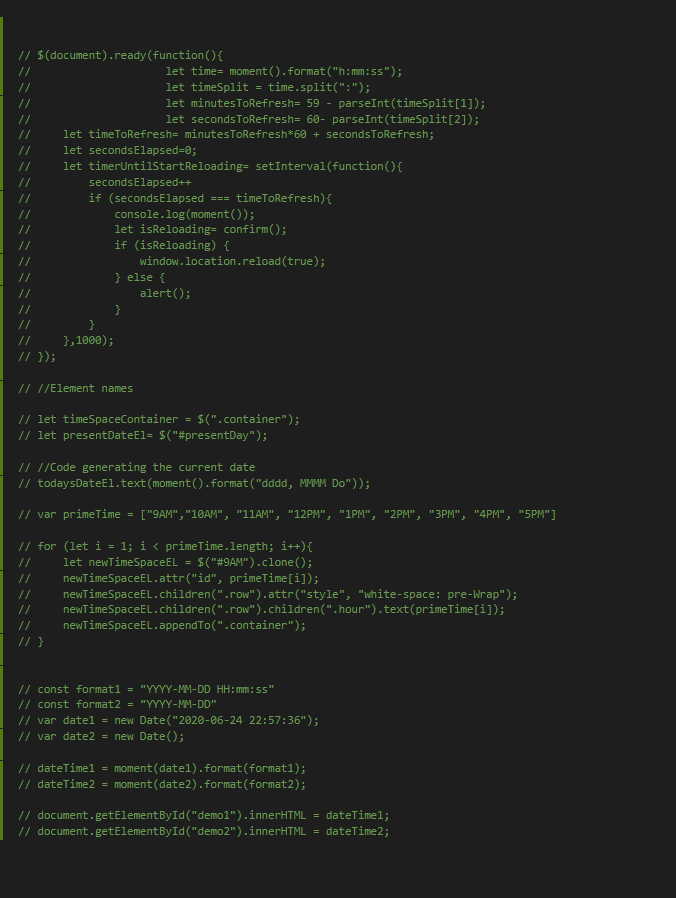 // $(document).ready(function(){
//                     let time= moment().format("h:mm:ss");
//                     let timeSplit = time.split(":");
//                     let minutesToRefresh= 59 - parseInt(timeSplit[1]);
//                     let secondsToRefresh= 60- parseInt(timeSplit[2]);
//     let timeToRefresh= minutesToRefresh*60 + secondsToRefresh;
//     let secondsElapsed=0;
//     let timerUntilStartReloading= setInterval(function(){
//         secondsElapsed++
//         if (secondsElapsed === timeToRefresh){
//             console.log(moment());
//             let isReloading= confirm();
//             if (isReloading) {
//                 window.location.reload(true);
//             } else {
//                 alert();
//             }
//         }
//     },1000);
// });
// //Element names
// let timeSpaceContainer = $(".container");
// let presentDateEl= $("#presentDay");
// //Code generating the current date
// todaysDateEl.text(moment().format("dddd, MMMM Do"));
// var primeTime = ["9AM","10AM", "11AM", "12PM", "1PM", "2PM", "3PM", "4PM", "5PM"]
// for (let i = 1; i < primeTime.length; i++){
//     let newTimeSpaceEL = $("#9AM").clone();
//     newTimeSpaceEL.attr("id", primeTime[i]);
//     newTimeSpaceEL.children(".row").attr("style", "white-space: pre-Wrap");
//     newTimeSpaceEL.children(".row").children(".hour").text(primeTime[i]);
//     newTimeSpaceEL.appendTo(".container");
// }
// const format1 = "YYYY-MM-DD HH:mm:ss"
// const format2 = "YYYY-MM-DD"
// var date1 = new Date("2020-06-24 22:57:36");
// var date2 = new Date();
// dateTime1 = moment(date1).format(format1);
// dateTime2 = moment(date2).format(format2);
// document.getElementById("demo1").innerHTML = dateTime1;
// document.getElementById("demo2").innerHTML = dateTime2;